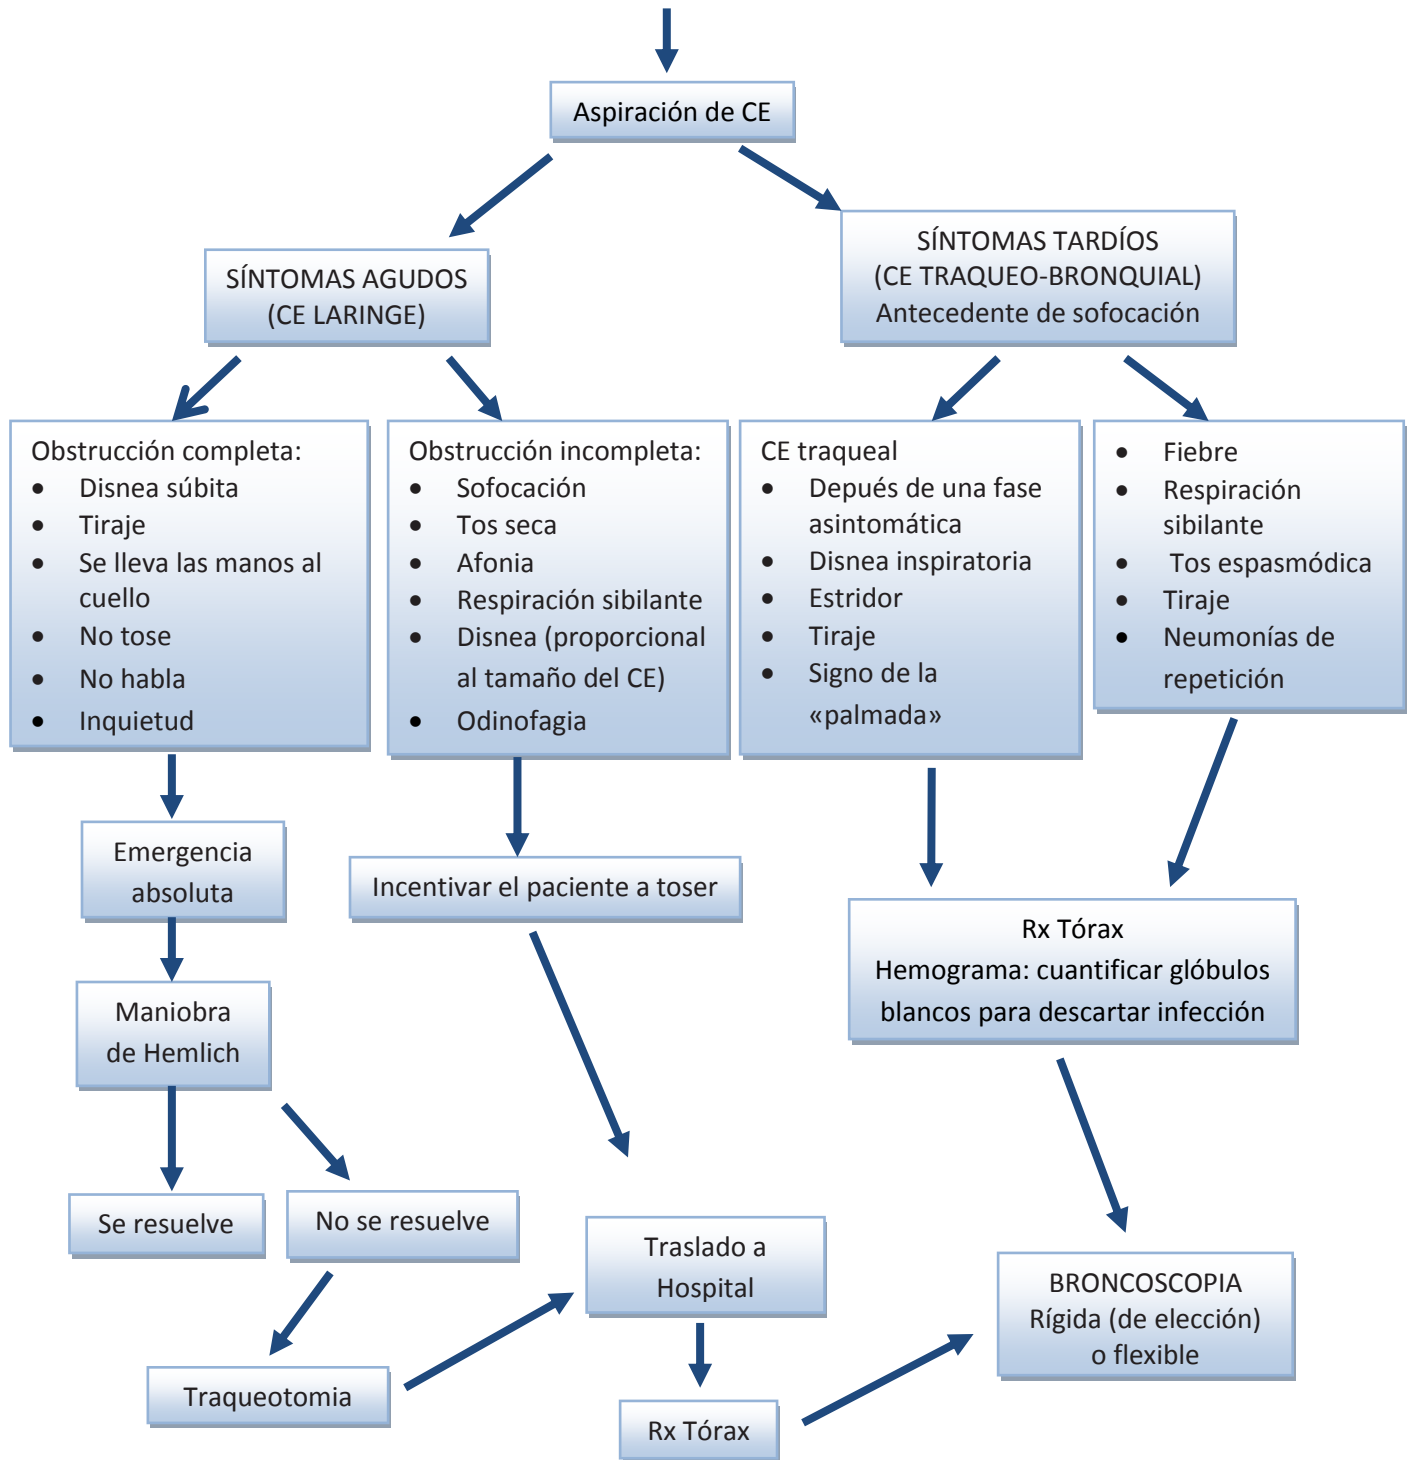 Aspiración de CE
SÍNTOMAS AGUDOS
(CE LARINGE)
SÍNTOMAS TARDÍOS
(CE TRAQUEO-BRONQUIAL)
Antecedente de sofocación
Obstrucción completa:
• Disnea súbita
• Tiraje
• Se lleva las manos al
cuello
• No tose
• No habla
• Inquietud
Obstrucción incompleta:
• Sofocación
• Tos seca
• Afonia
• Respiración sibilante
• Disnea (proporcional
al tamaño del CE)
• Odinofagia
CE traqueal
• Depués de una fase
asintomática
• Disnea inspiratoria
• Estridor
• Tiraje
• Signo de la
«palmada»
• Fiebre
• Respiración
sibilante
• Tos espasmódica
• Tiraje
• Neumonías de
repetición
Emergencia
absoluta
Incentivar el paciente a toser
Rx Tórax
Hemograma: cuantificar glóbulos
blancos para descartar infección
Maniobra
de Hemlich
Se resuelve
No se resuelve
Traslado a
Hospital
BRONCOSCOPIA
Rígida (de elección)
o flexible
Traqueotomia
Rx Tórax